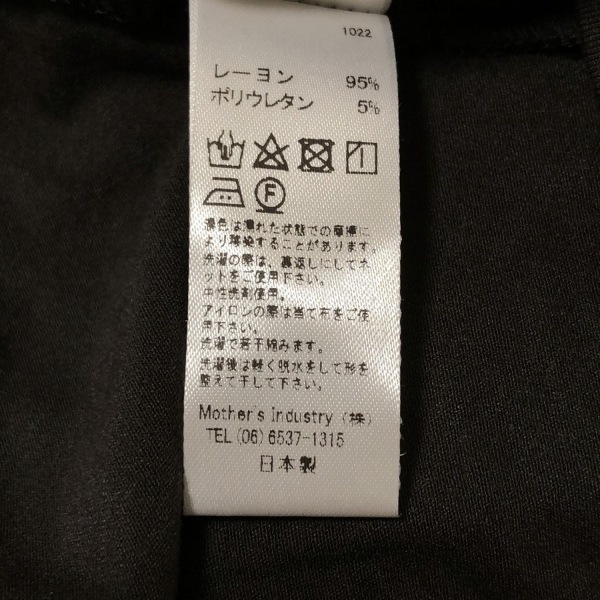 1022
レーヨン 95%
ポリウレタン 5%
F
濃色は濡れた状態での摩擦に
より移染することがあります。
洗濯の際は、裏返しにしてネ
ットをご使用下さい。
中性洗剤使用。
アイロンの際は当て布をご使
用下さい。
洗濯で若干縮みます。
洗濯後は軽く脱水をして形を
整えて干して下さい。
Mother's Industry (株)
TEL (06) 6537-1315
日本製